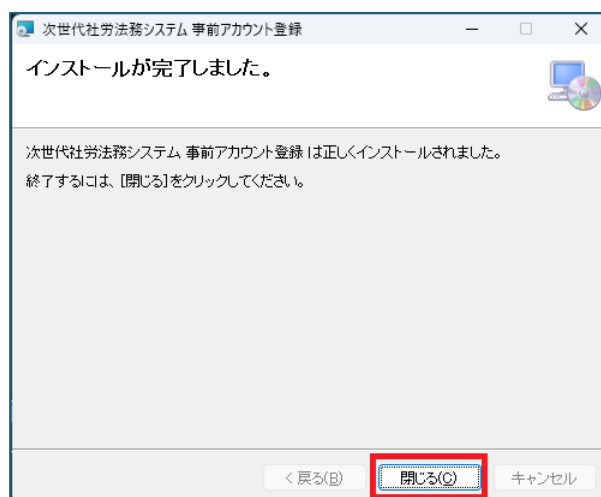 次世代社労法務システム 事前アカウント登録
インストールが完了しました。
次世代社労法務システム 事前アカウント登録 は正しくインストールされました。
終了するには、[閉じる]をクリックしてください。
< 戻る(B)
閉じる(C)
キャンセル